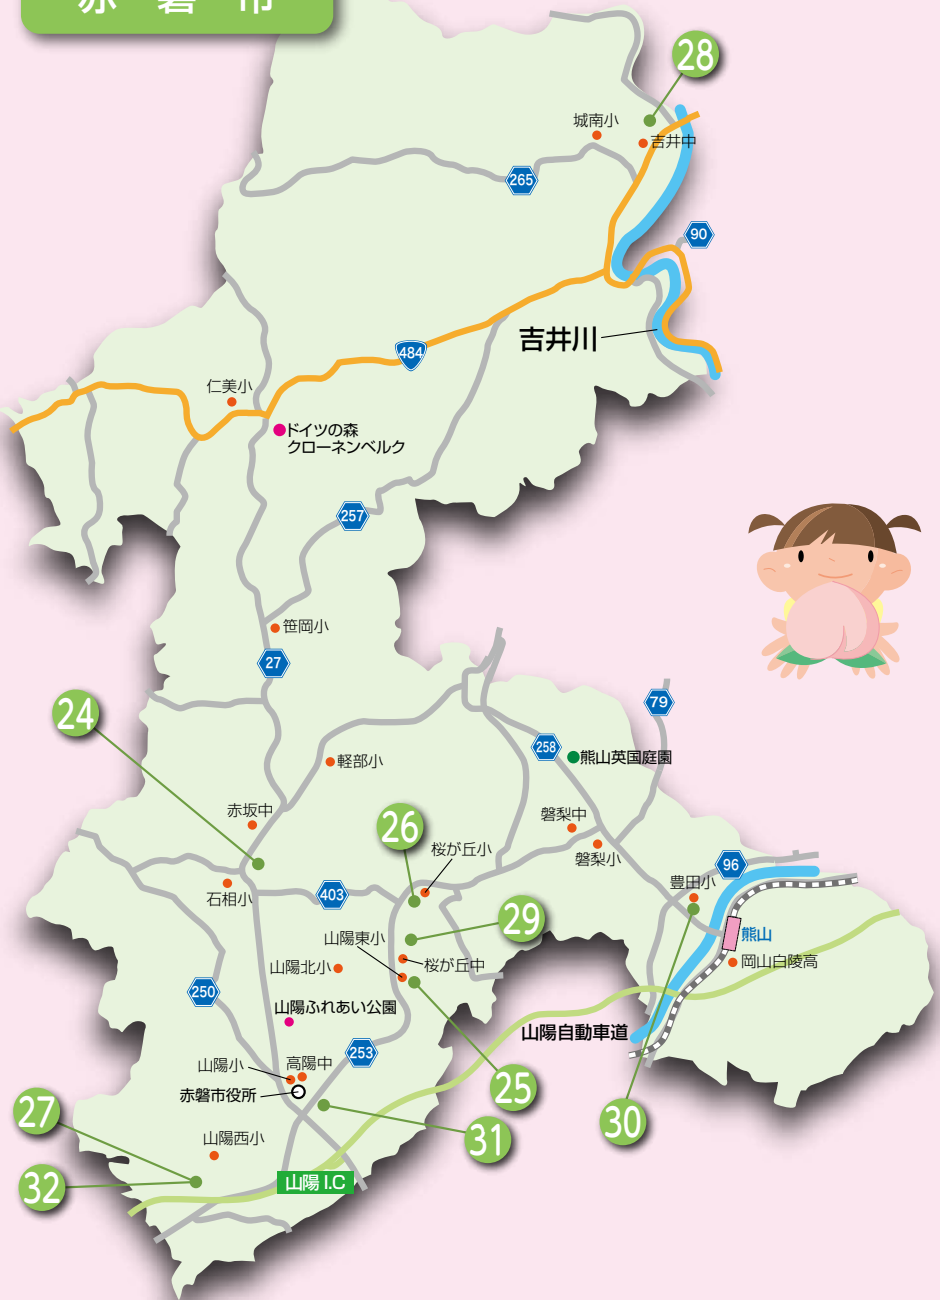 赤磐市
28
城南小
吉井中
265
90
吉井川
484
仁美小
ドイツの森
クローネンベルク
257
笹岡小
27
24
79
258
熊山英国庭園
軽部小
赤坂中
26
磐梨中
桜が丘小
磐梨小
96
石相小
403
豊田小
29
山陽東小
熊山
桜が丘中
岡山白陵高
山陽北小
250
山陽ふれあい公園
山陽自動車道
253
山陽小
高陽中
赤磐市役所
25
27
30
31
山陽西小
32
山陽 I.C